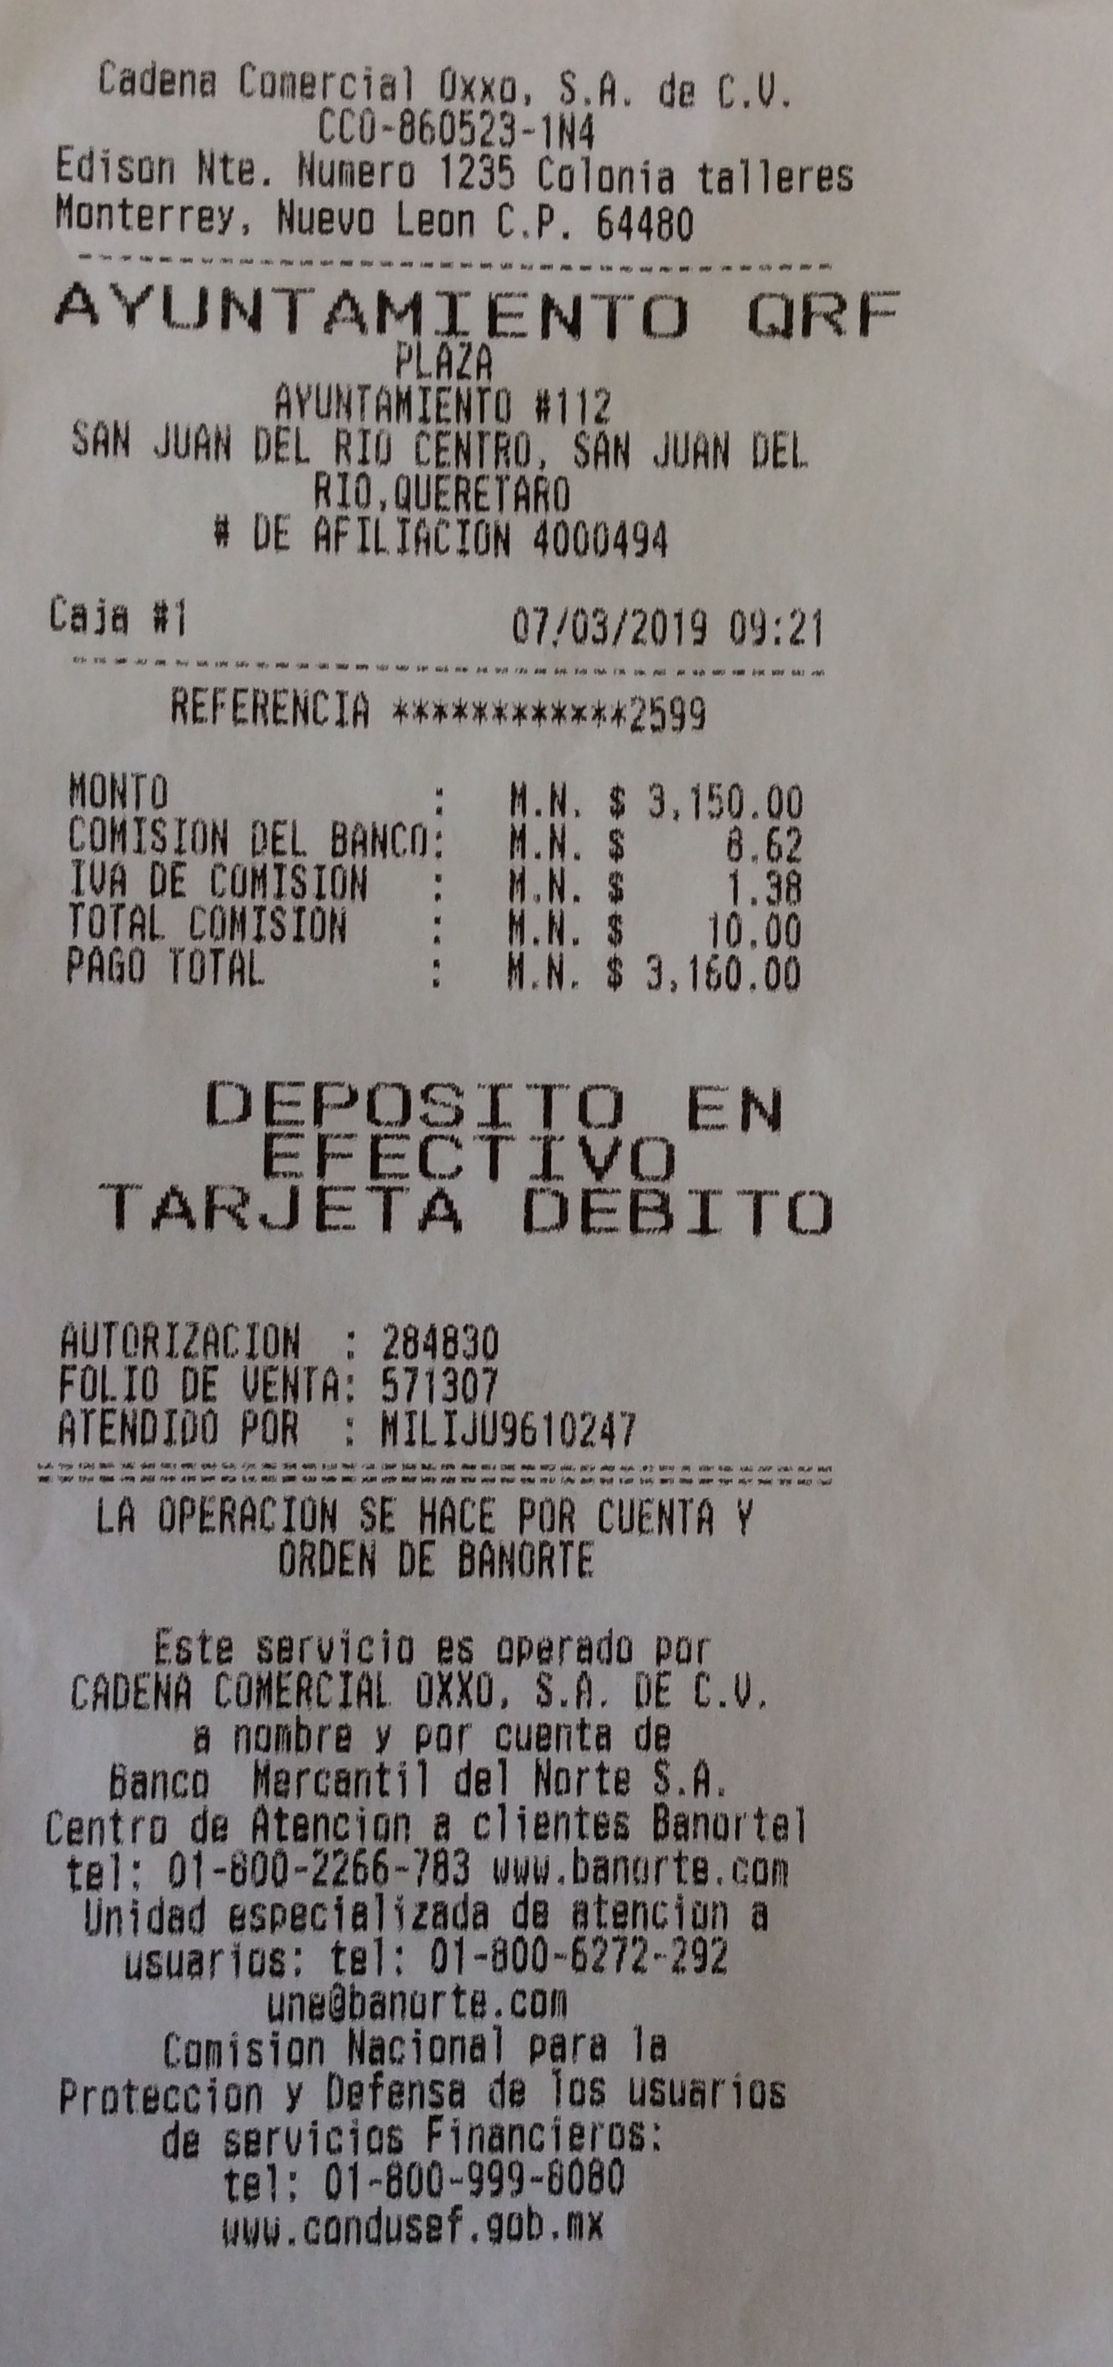 Cadena Comercial Oxxo, S.A. de C.V.
CCO-860523-1N4
Edison Nte. Numero 1235 Colonia talleres
Monterrey, Nuevo Leon C.P. 64480
AYUNTAMIENTO QRF
PLAZA
AYUNTAMIENTO #112
SAN JUAN DEL RIO CENTRO, SAN JUAN DEL
RIO,QUERETARO
# DE AFILIACION 4000494
Caja #1 07/03/2019 09:21
REFERENCIA ************2599
MONTO : M.N. $ 3,150.00
COMISION DEL BANCO: M.N. $ 8.62
IVA DE COMISION : M.N. $ 1.38
TOTAL COMISION : M.N. $ 10.00
PAGO TOTAL : M.N. $ 3,160.00
DEPOSITO EN
EFECTIVO
TARJETA DEBITO
AUTORIZACION : 284830
FOLIO DE VENTA: 571307
ATENDIDO POR : MILIJU9610247
LA OPERACION SE HACE POR CUENTA Y
ORDEN DE BANORTE
Este servicio es operado por
CADENA COMERCIAL OXXO, S.A. DE C.V.
a nombre y por cuenta de
Banco Mercantil del Norte S.A.
Centro de Atencion a clientes Banortel
tel: 01-800-2266-783 www.banorte.com
Unidad especializada de atencion a
usuarios: tel: 01-800-6272-292
une@banorte.com
Comision Nacional para la
Proteccion y Defensa de los usuarios
de servicios Financieros:
tel: 01-800-999-8080
www.condusef.gob.mx